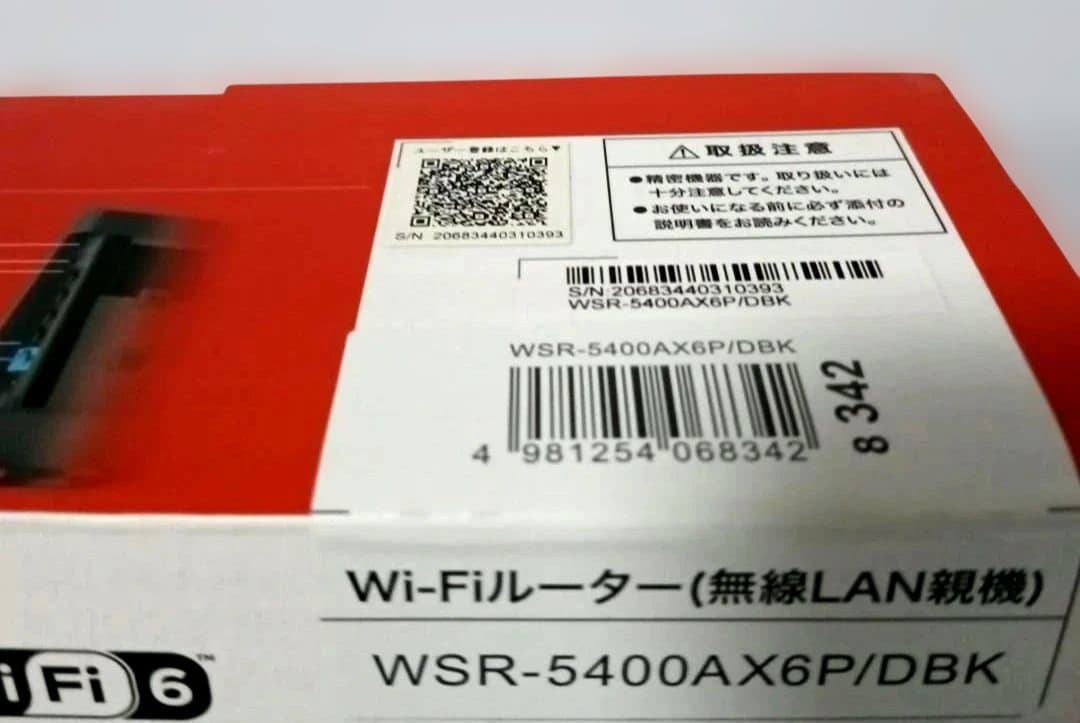 ユーザー登録はこちら▼
S/N 20683440310393
⚠取扱注意
●精密機器です。取り扱いには
十分注意してください。
●お使いになる前に必ず添付の
説明書をお読みください。
S/N:20683440310393
WSR-5400AX6P/DBK
WSR-5400AX6P/DBK
4 981254 068342
8 342
Wi-Fiルーター(無線LAN親機)
WSR-5400AX6P/DBK
i Fi 6™